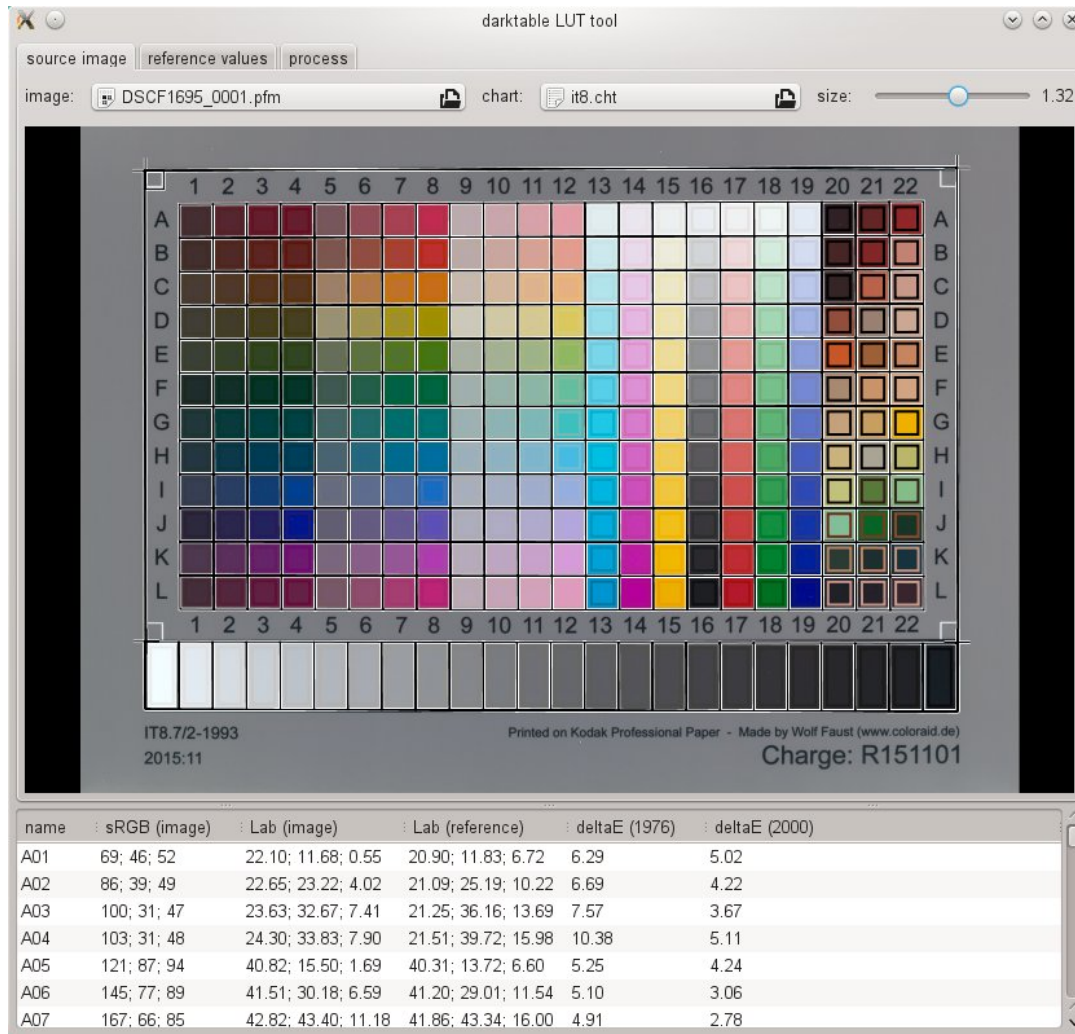 darktable LUT tool
source image reference values process
image: DSCF1695_0001.pfm chart: it8.cht size: 1.32
1 2 3 4 5 6 7 8 9 10 11 12 13 14 15 16 17 18 19 20 21 22
A A
B B
C C
D D
E E
F F
G G
H H
I I
J J
K K
L L
1 2 3 4 5 6 7 8 9 10 11 12 13 14 15 16 17 18 19 20 21 22
IT8.7/2-1993 Printed on Kodak Professional Paper - Made by Wolf Faust (www.coloraid.de)
2015:11 Charge: R151101
name sRGB (image) Lab (image) Lab (reference) deltaE (1976) deltaE (2000)
A01 69; 46; 52 22.10; 11.68; 0.55 20.90; 11.83; 6.72 6.29 5.02
A02 86; 39; 49 22.65; 23.22; 4.02 21.09; 25.19; 10.22 6.69 4.22
A03 100; 31; 47 23.63; 32.67; 7.41 21.25; 36.16; 13.69 7.57 3.67
A04 103; 31; 48 24.30; 33.83; 7.90 21.51; 39.72; 15.98 10.38 5.11
A05 121; 87; 94 40.82; 15.50; 1.69 40.31; 13.72; 6.60 5.25 4.24
A06 145; 77; 89 41.51; 30.18; 6.59 41.20; 29.01; 11.54 5.10 3.06
A07 167; 66; 85 42.82; 43.40; 11.18 41.86; 43.34; 16.00 4.91 2.78